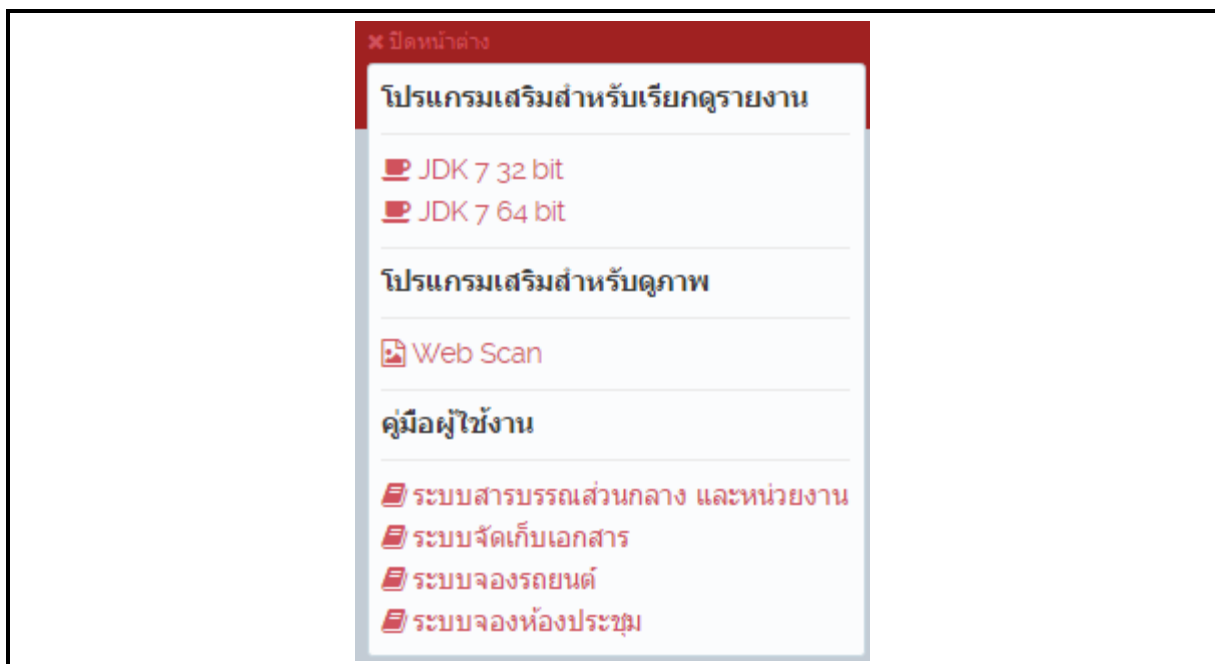 ✖ ปิดหน้าต่าง
โปรแกรมเสริมสำหรับเรียกดูรายงาน
JDK 7 32 bit
JDK 7 64 bit
โปรแกรมเสริมสำหรับดูภาพ
Web Scan
คู่มือผู้ใช้งาน
ระบบสารบรรณส่วนกลาง และหน่วยงาน
ระบบจัดเก็บเอกสาร
ระบบจองรถยนต์
ระบบจองห้องประชุม